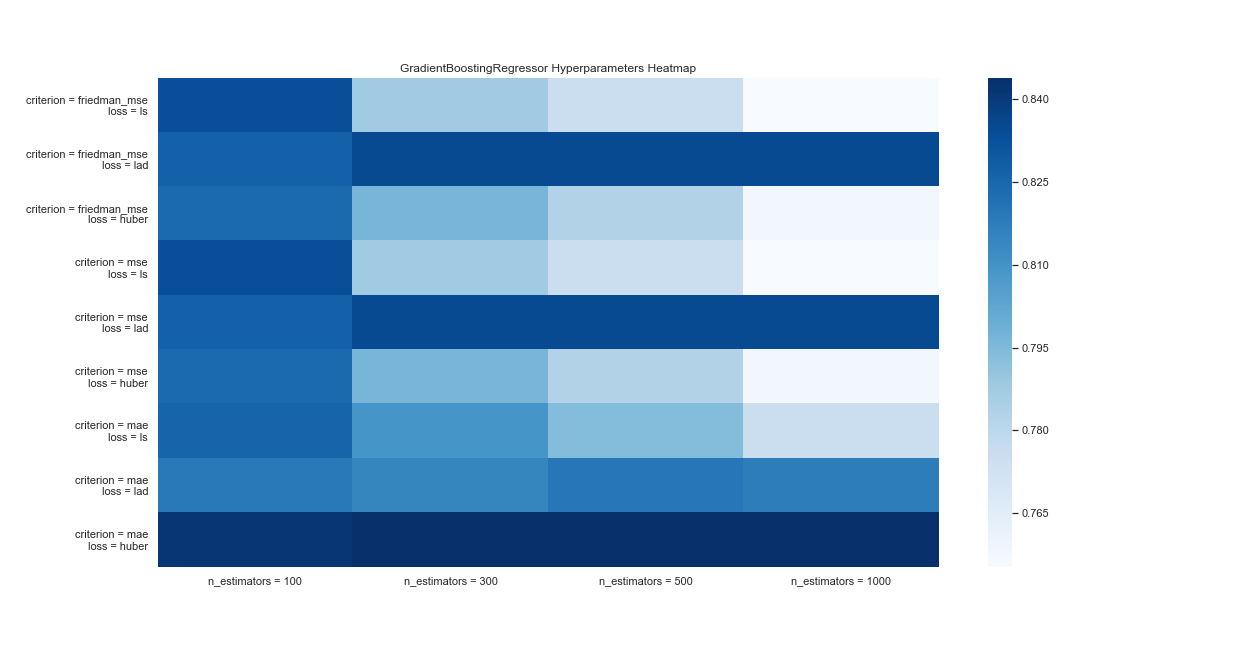 GradientBoostingRegressor Hyperparameters Heatmap
criterion = friedman_mse
loss = ls
criterion = friedman_mse
loss = lad
criterion = friedman_mse
loss = huber
criterion = mse
loss = ls
criterion = mse
loss = lad
criterion = mse
loss = huber
criterion = mae
loss = ls
criterion = mae
loss = lad
criterion = mae
loss = huber
n_estimators = 100
n_estimators = 300
n_estimators = 500
n_estimators = 1000
0.840
0.825
0.810
0.795
0.780
0.765